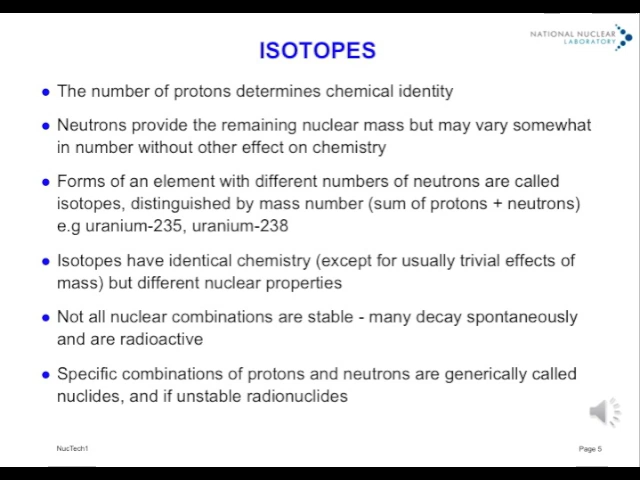 NATIONAL NUCLEAR
LABORATORY
ISOTOPES
• The number of protons determines chemical identity
• Neutrons provide the remaining nuclear mass but may vary somewhat
in number without other effect on chemistry
• Forms of an element with different numbers of neutrons are called
isotopes, distinguished by mass number (sum of protons + neutrons)
e.g uranium-235, uranium-238
• Isotopes have identical chemistry (except for usually trivial effects of
mass) but different nuclear properties
• Not all nuclear combinations are stable - many decay spontaneously
and are radioactive
• Specific combinations of protons and neutrons are generically called
nuclides, and if unstable radionuclides
NucTech1
Page 5